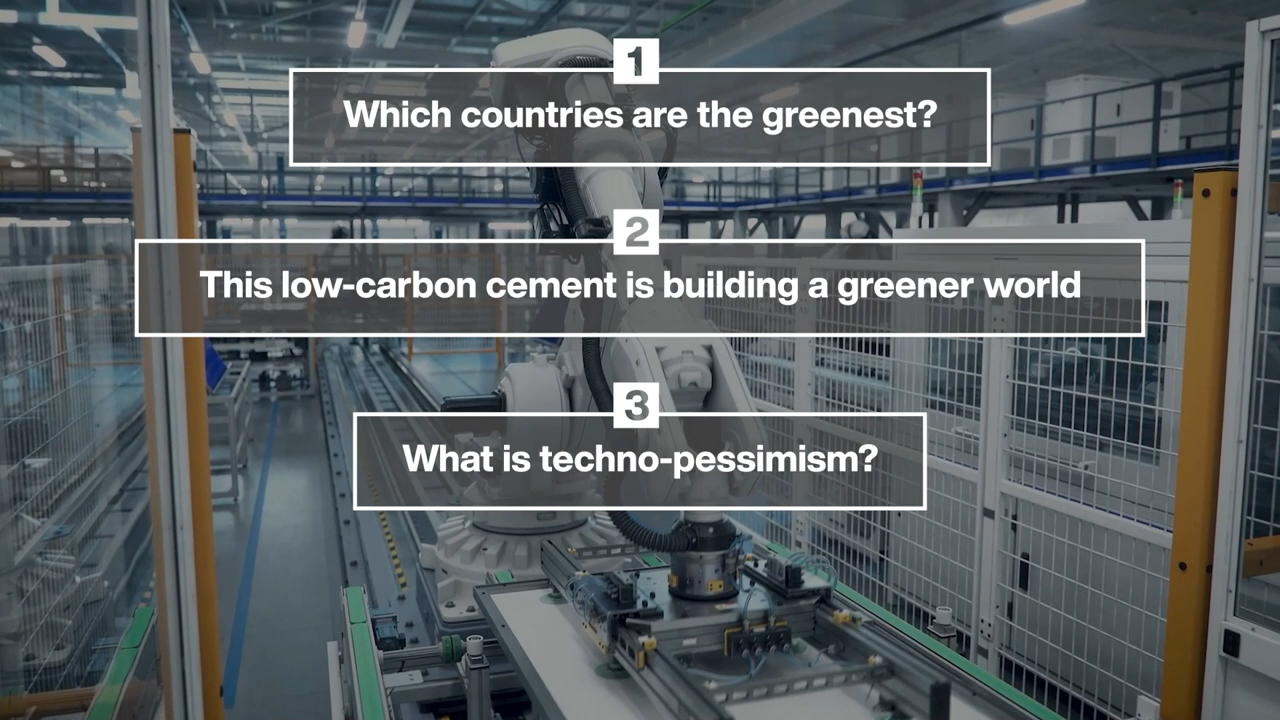 1
Which countries are the greenest?
2
This low-carbon cement is building a greener world
3
What is techno-pessimism?